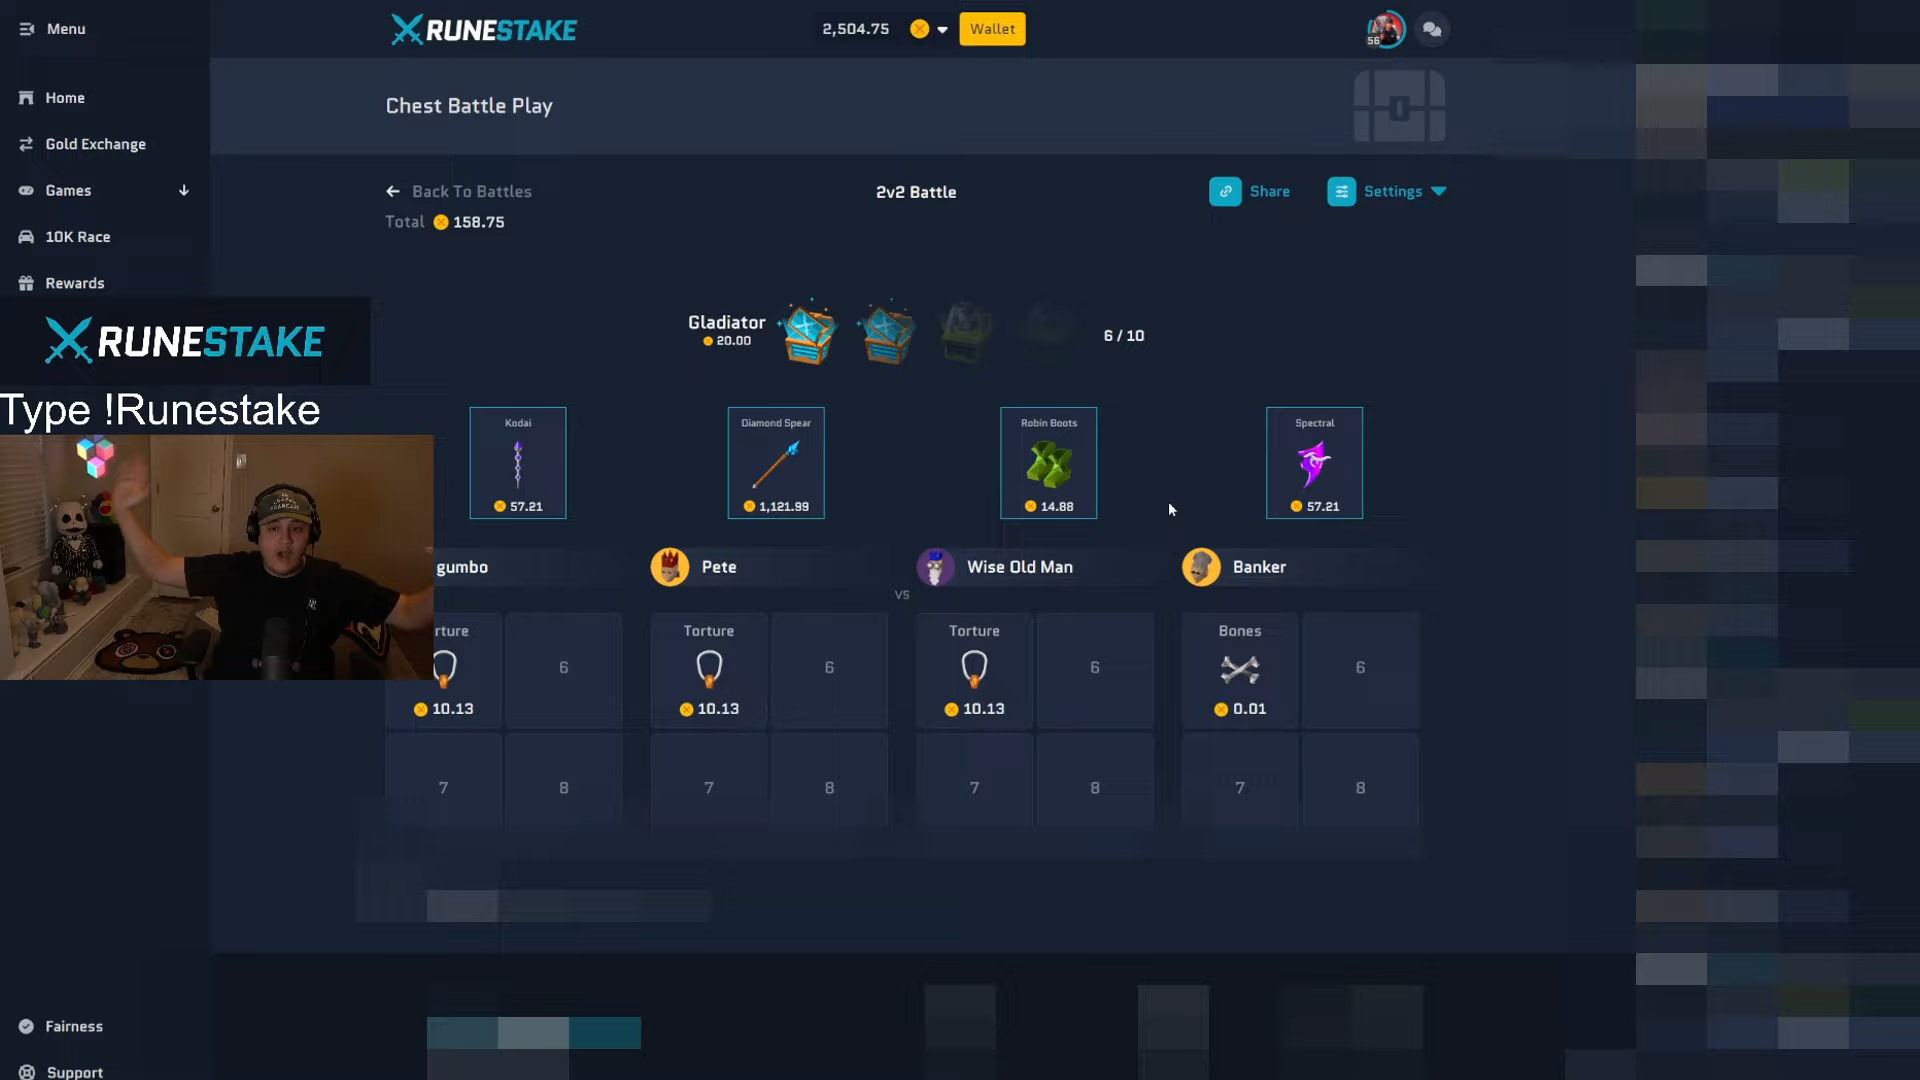 Menu
RUNESTAKE
2,504.75
Wallet
56
Home
Chest Battle Play
Gold Exchange
Games
Back To Battles
2v2 Battle
Share
Settings
Total 158.75
10K Race
Rewards
RUNESTAKE
Gladiator
20.00
6 / 10
Type !Runestake
Kodai
Diamond Spear
Robin Boots
Spectral
57.21
1,121.99
14.88
57.21
gumbo
Pete
Wise Old Man
Banker
VS
rture
Torture
Torture
Bones
6
6
6
6
10.13
10.13
10.13
0.01
7
8
7
8
7
8
7
8
Fairness
Support